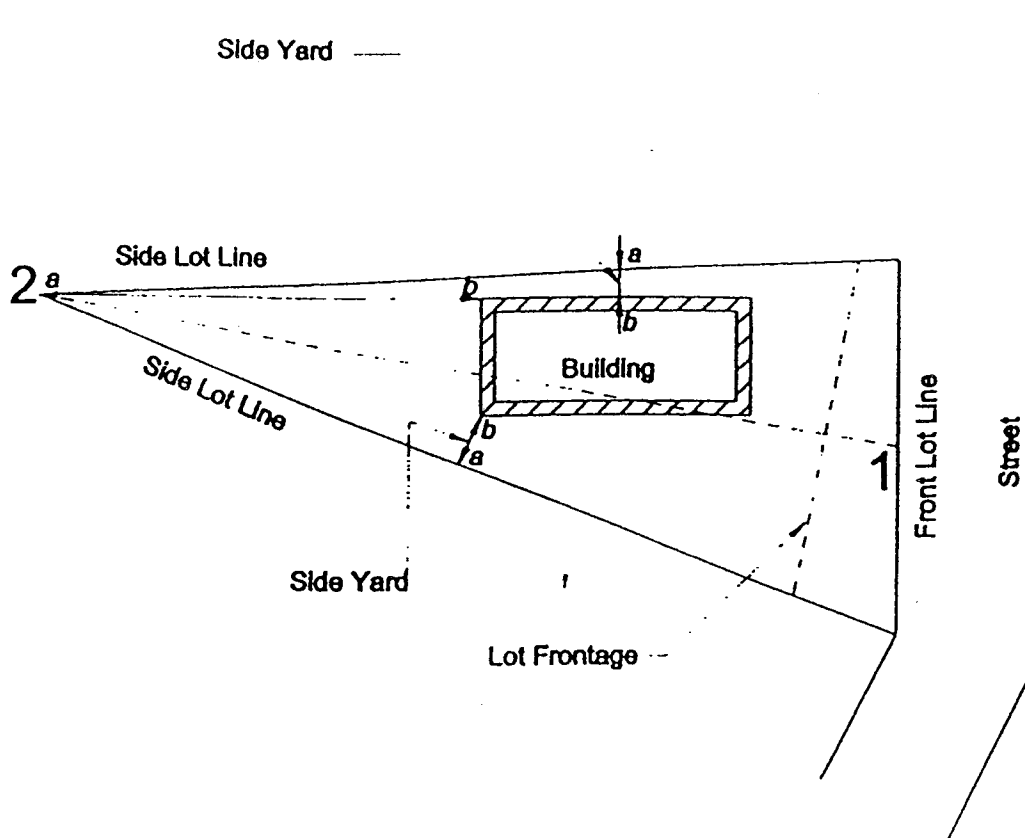 Side Yard
Side Lot Line
2
a
a
b
b
Building
Side Lot Line
b
a
1
Front Lot Line
Street
Side Yard
Lot Frontage